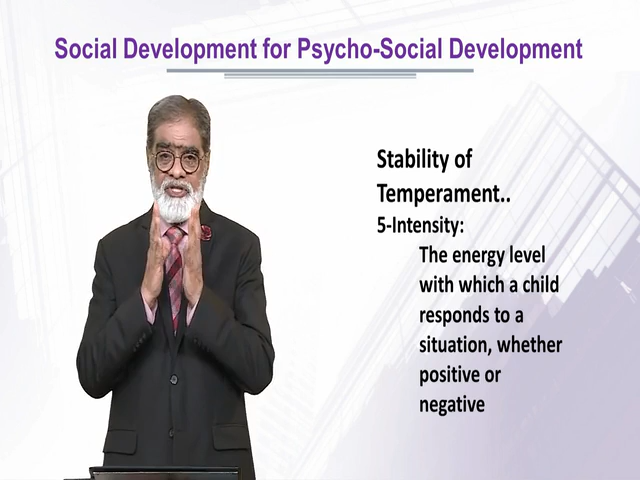 Social Development for Psycho-Social Development
Stability of
Temperament..
5-Intensity:
The energy level
with which a child
responds to a
situation, whether
positive or
negative